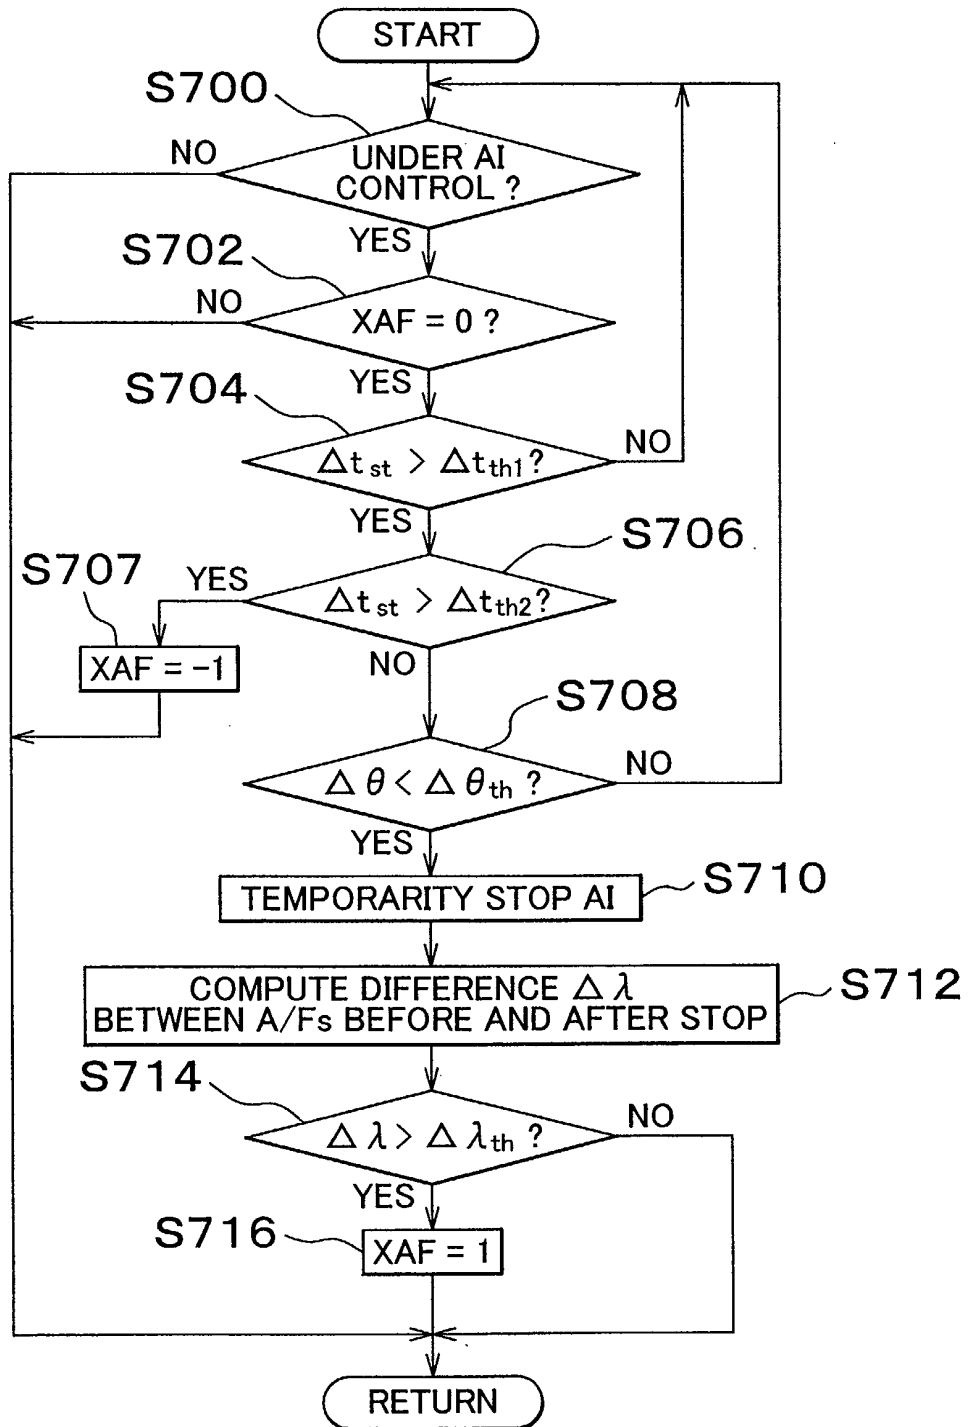 START
S700
NO
UNDER AI
CONTROL ?
YES
S702
NO
XAF = 0 ?
YES
S704
NO
Δt st > Δt th1 ?
YES
S706
S707
YES
Δt st > Δt th2 ?
XAF = -1
NO
S708
NO
Δ θ < Δ θ th ?
YES
TEMPORARITY STOP AI
S710
COMPUTE DIFFERENCE Δ λ
BETWEEN A/Fs BEFORE AND AFTER STOP
S712
S714
NO
Δ λ > Δ λ th ?
YES
S716
XAF = 1
RETURN